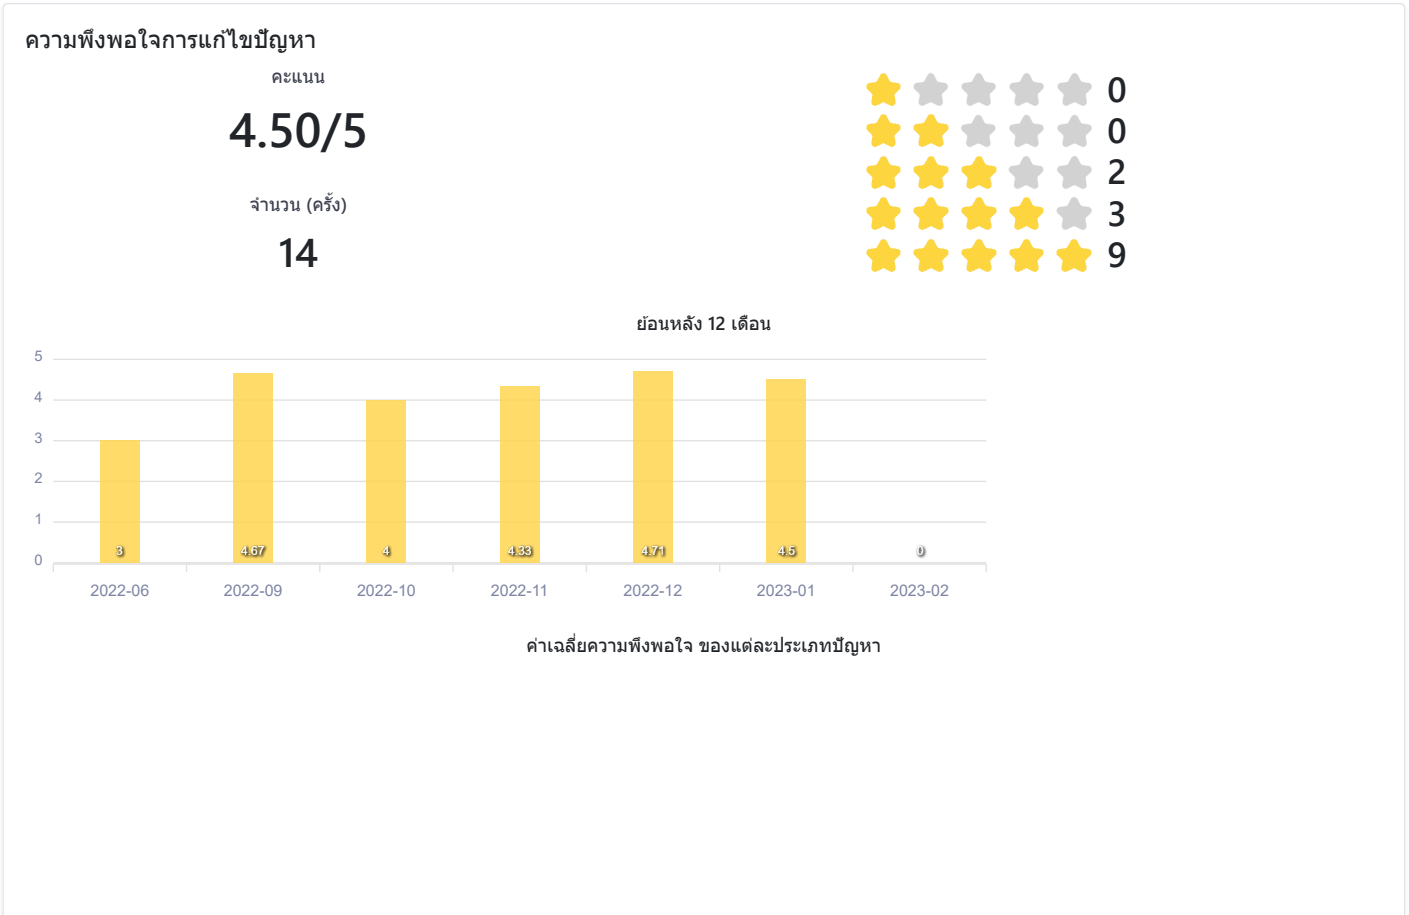 ความพึงพอใจการแก้ไขปัญหา
คะแนน
4.50/5
จำนวน (ครั้ง)
14
0
0
2
3
9
ย้อนหลัง 12 เดือน
5
4
3
2
1
0
3 4.67 4 4.33 4.71 4.5 0
2022-06 2022-09 2022-10 2022-11 2022-12 2023-01 2023-02
ค่าเฉลี่ยความพึงพอใจ ของแต่ละประเภทปัญหา